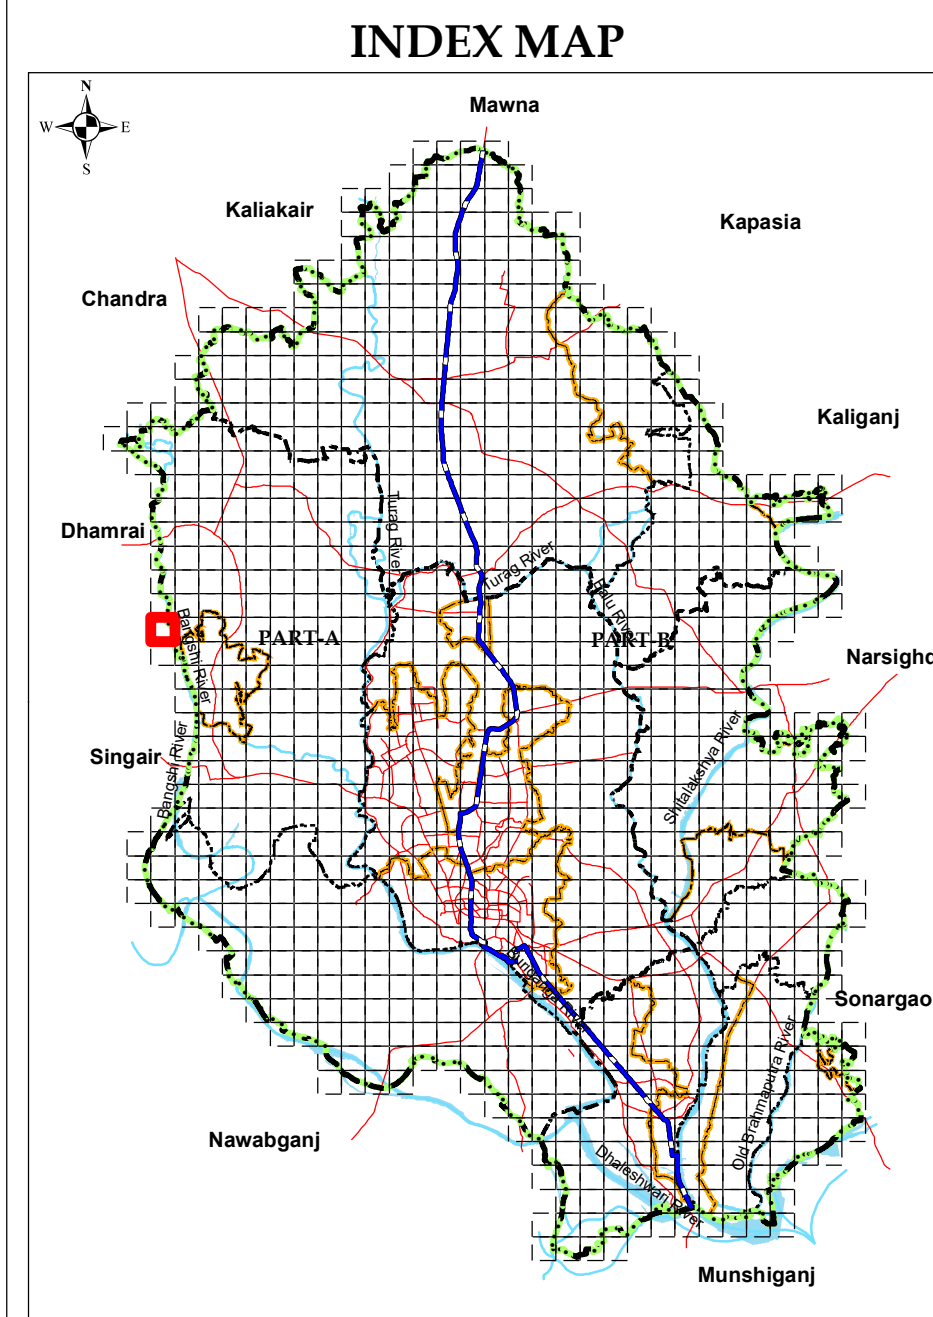 INDEX MAP
N
W E
S
Mawna
Kaliakair
Kapasia
Chandra
Kaliganj
Dhamrai
Turag River
Turag River
Balu River
Bangshi River
PART-A
PART-B
Narsighd
Singair
Bangshi River
Shitalakshya River
Buriganga River
Sonargao
Old Brahmaputra River
Nawabganj
Dhaleshwari River
Munshiganj